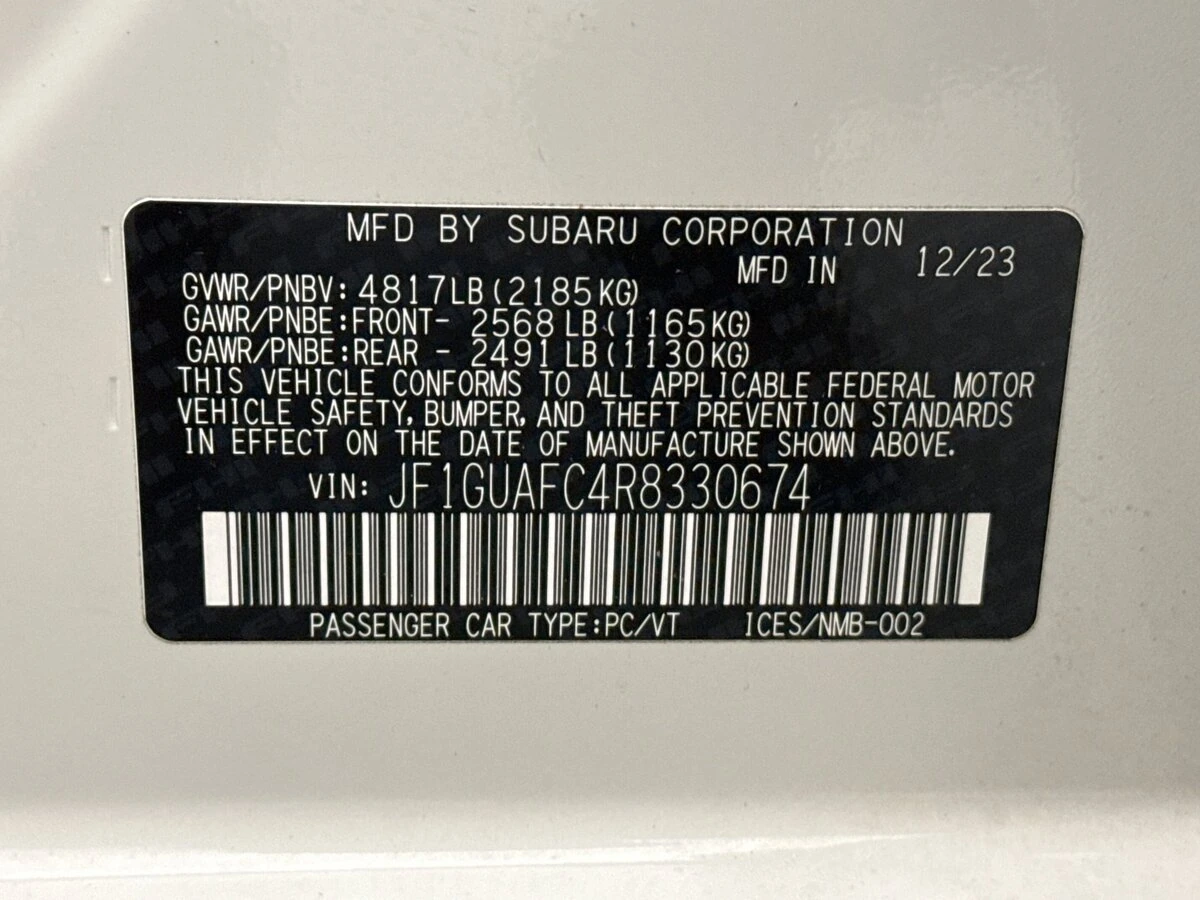 MFD BY SUBARU CORPORATION
MFD IN 12/23
GVWR/PNBV: 4817LB(2185KG)
GAWR/PNBE:FRONT- 2568 LB(1165KG)
GAWR/PNBE:REAR - 2491 LB(1130KG)
THIS VEHICLE CONFORMS TO ALL APPLICABLE FEDERAL MOTOR
VEHICLE SAFETY, BUMPER, AND THEFT PREVENTION STANDARDS
IN EFFECT ON THE DATE OF MANUFACTURE SHOWN ABOVE.
VIN: JF1GUAFC4R8330674
PASSENGER CAR TYPE:PC/VT ICES/NMB-002